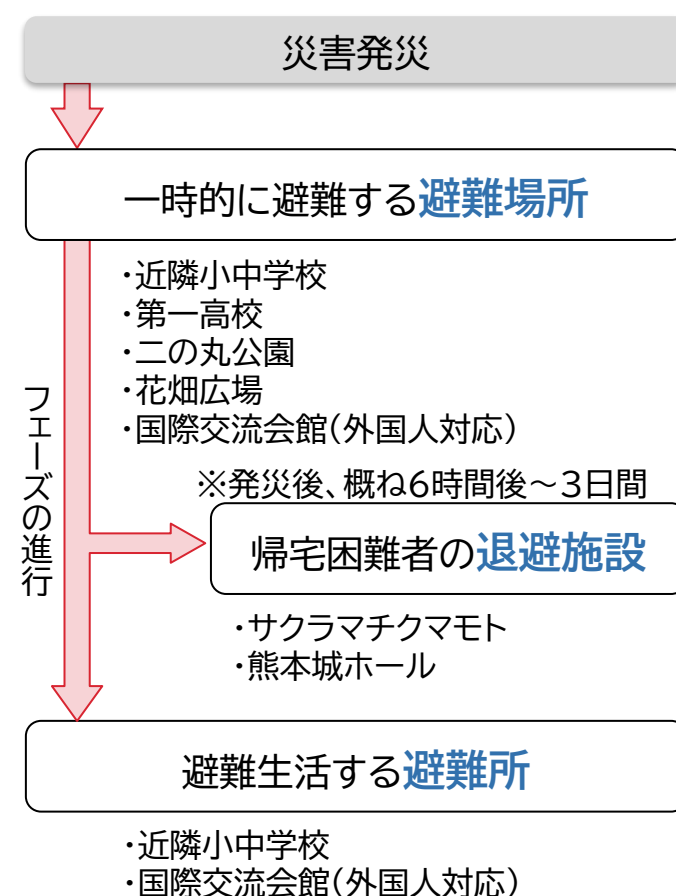 災害発災
一時的に避難する避難場所
・近隣小中学校
・第一高校
・二の丸公園
・花畑広場
・国際交流会館(外国人対応)
フェーズの進行
※発災後、概ね6時間後～3日間
帰宅困難者の退避施設
・サクラマチクマモト
・熊本城ホール
避難生活する避難所
・近隣小中学校
・国際交流会館(外国人対応)